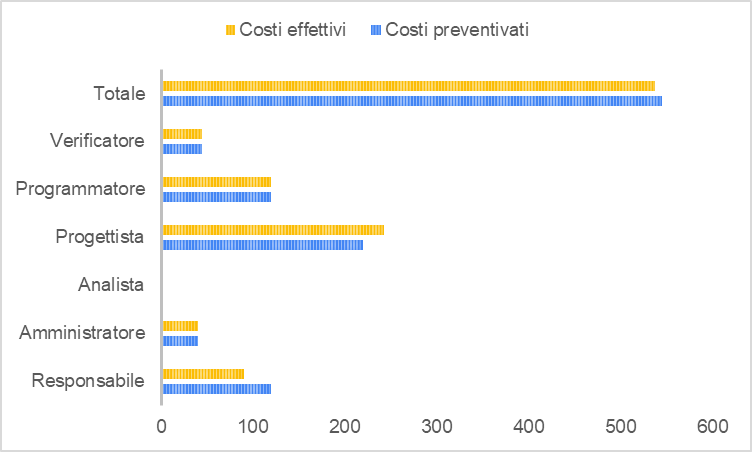 Costi effettivi Costi preventivati
Totale
Verificatore
Programmatore
Progettista
Analista
Amministratore
Responsabile
0 100 200 300 400 500 600